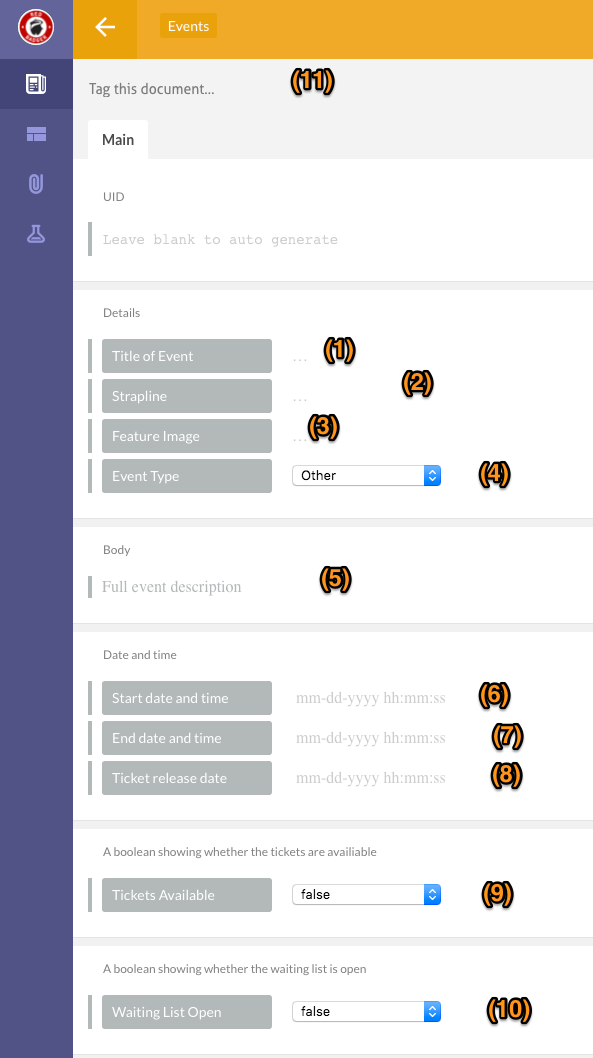 RED
BADGER
Events
Tag this document...
(11)
Main
UID
Leave blank to auto generate
Details
Title of Event ... (1)
Strapline ... (2)
Feature Image ... (3)
Event Type Other (4)
Body
Full event description (5)
Date and time
Start date and time mm-dd-yyyy hh:mm:ss (6)
End date and time mm-dd-yyyy hh:mm:ss (7)
Ticket release date mm-dd-yyyy hh:mm:ss (8)
A boolean showing whether the tickets are availiable
Tickets Available false (9)
A boolean showing whether the waiting list is open
Waiting List Open false (10)